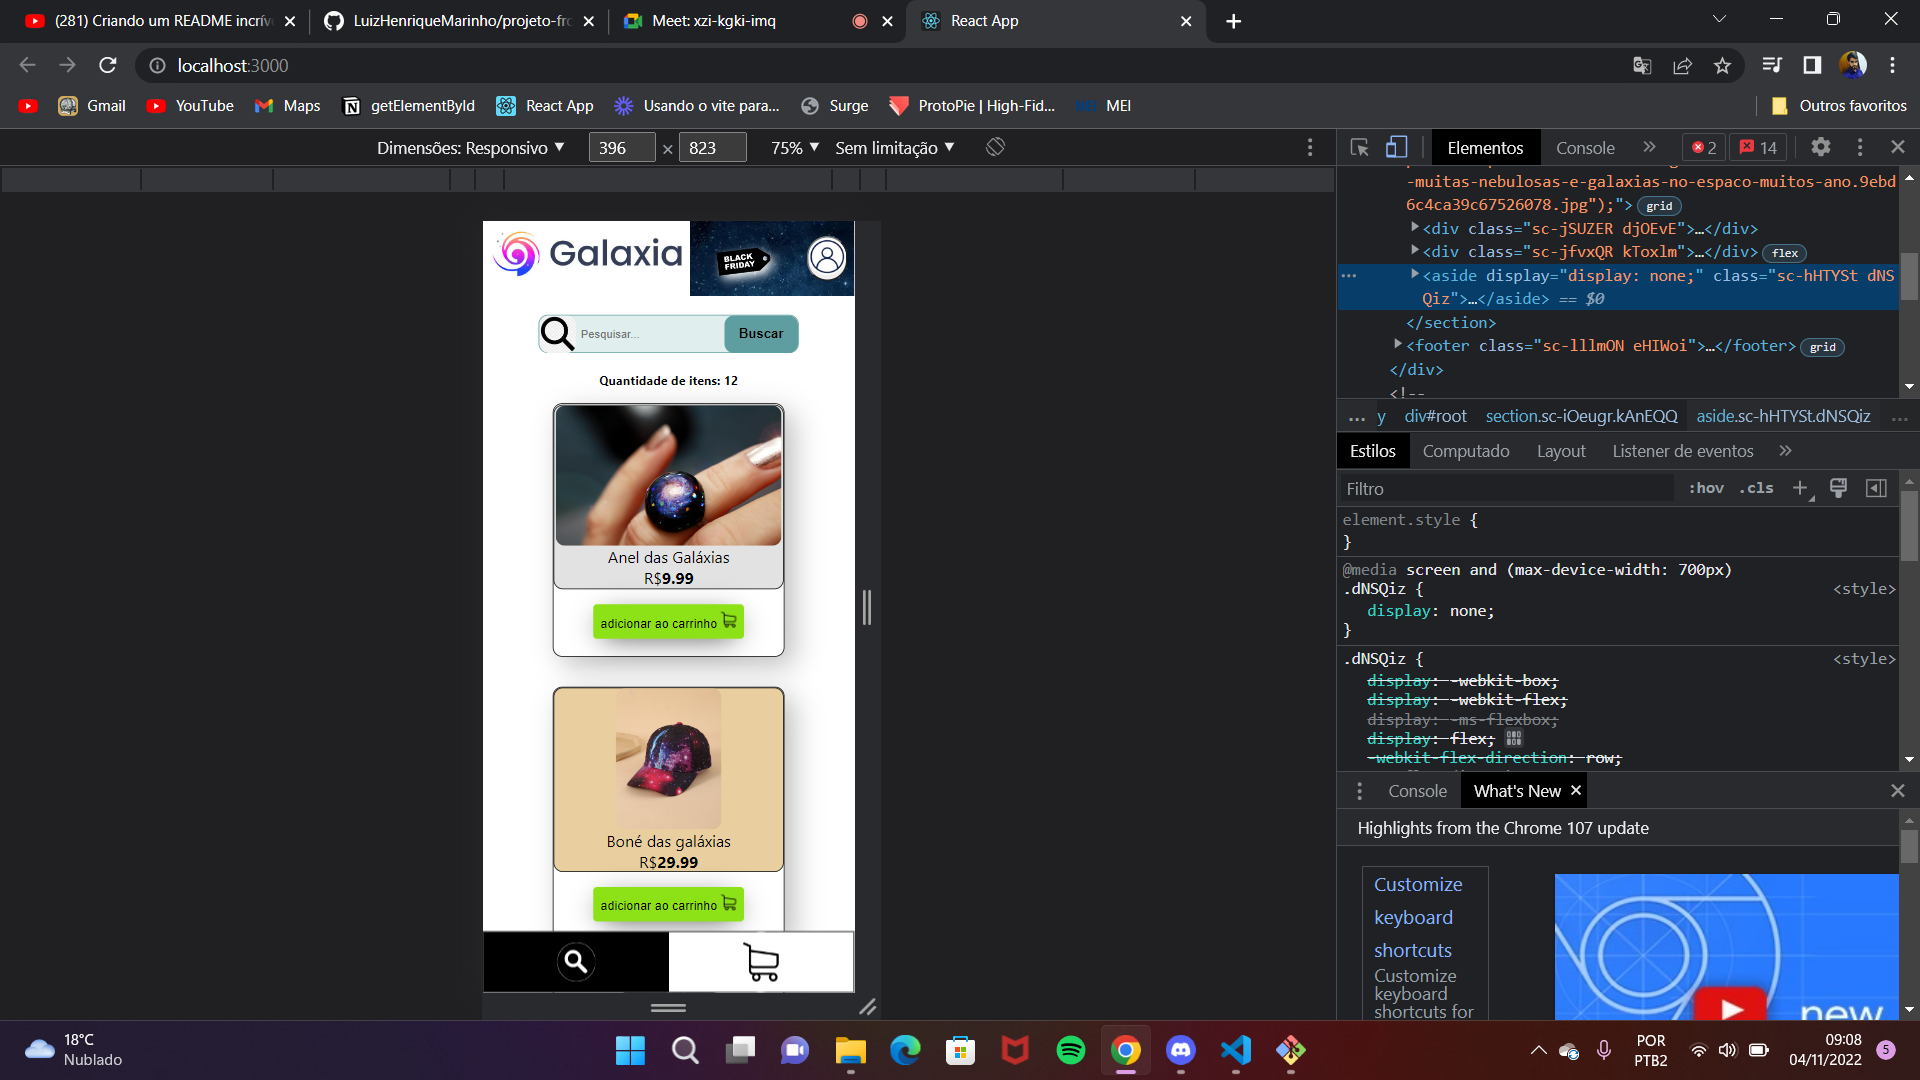 (281) Criando um README incríve
LuizHenriqueMarinho/projeto-fro
Meet: xzi-kgki-imq
React App
localhost:3000
Gmail
YouTube
Maps
getElementById
React App
Usando o vite para...
Surge
ProtoPie | High-Fid...
MEI
Outros favoritos
Dimensões: Responsivo
396 × 823
75%
Sem limitação
Elementos
Console
2
14
-muitas-nebulosas-e-galaxias-no-espaco-muitos-ano.9ebd
6c4ca39c67526078.jpg");"> grid
<div class="sc-jSUZER djOEvE">…</div>
<div class="sc-jfvxQR kToxlm">…</div> flex
<aside display="display: none;" class="sc-hHTYSt dNS
Qiz">…</aside> == $0
</section>
<footer class="sc-lllmON eHIWoi">…</footer> grid
</div>
<!--
... y div#root section.sc-iOeugr.kAnEQQ aside.sc-hHTYSt.dNSQiz ...
Estilos
Computado
Layout
Listener de eventos
Filtro
:hov .cls
element.style {
}
@media screen and (max-device-width: 700px)
.dNSQiz { <style>
display: none;
}
.dNSQiz { <style>
display: -webkit-box;
display: -webkit-flex;
display: -ms-flexbox;
display: flex;
-webkit-flex-direction: row;
Console
What's New
Highlights from the Chrome 107 update
Customize
keyboard
shortcuts
Customize
keyboard
shortcuts for
new
Galaxia
BLACK
FRIDAY
Pesquisar...
Buscar
Quantidade de itens: 12
Anel das Galáxias
R$9.99
adicionar ao carrinho
Boné das galáxias
R$29.99
adicionar ao carrinho
18°C
Nublado
POR
PTB2
09:08
04/11/2022
5